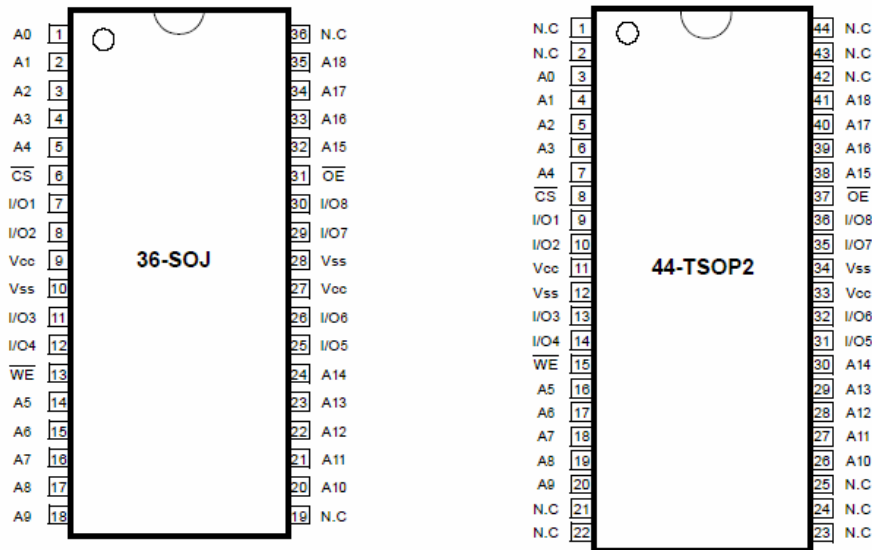 A0 1 36 N.C
A1 2 35 A18
A2 3 34 A17
A3 4 33 A16
A4 5 32 A15
CS 6 31 OE
I/O1 7 30 I/O8
I/O2 8 29 I/O7
Vcc 9 36-SOJ 28 Vss
Vss 10 27 Vcc
I/O3 11 26 I/O6
I/O4 12 25 I/O5
WE 13 24 A14
A5 14 23 A13
A6 15 22 A12
A7 16 21 A11
A8 17 20 A10
A9 18 19 N.C
N.C 1 44 N.C
N.C 2 43 N.C
A0 3 42 N.C
A1 4 41 A18
A2 5 40 A17
A3 6 39 A16
A4 7 38 A15
CS 8 37 OE
I/O1 9 36 I/O8
I/O2 10 35 I/O7
Vcc 11 44-TSOP2 34 Vss
Vss 12 33 Vcc
I/O3 13 32 I/O6
I/O4 14 31 I/O5
WE 15 30 A14
A5 16 29 A13
A6 17 28 A12
A7 18 27 A11
A8 19 26 A10
A9 20 25 N.C
N.C 21 24 N.C
N.C 22 23 N.C